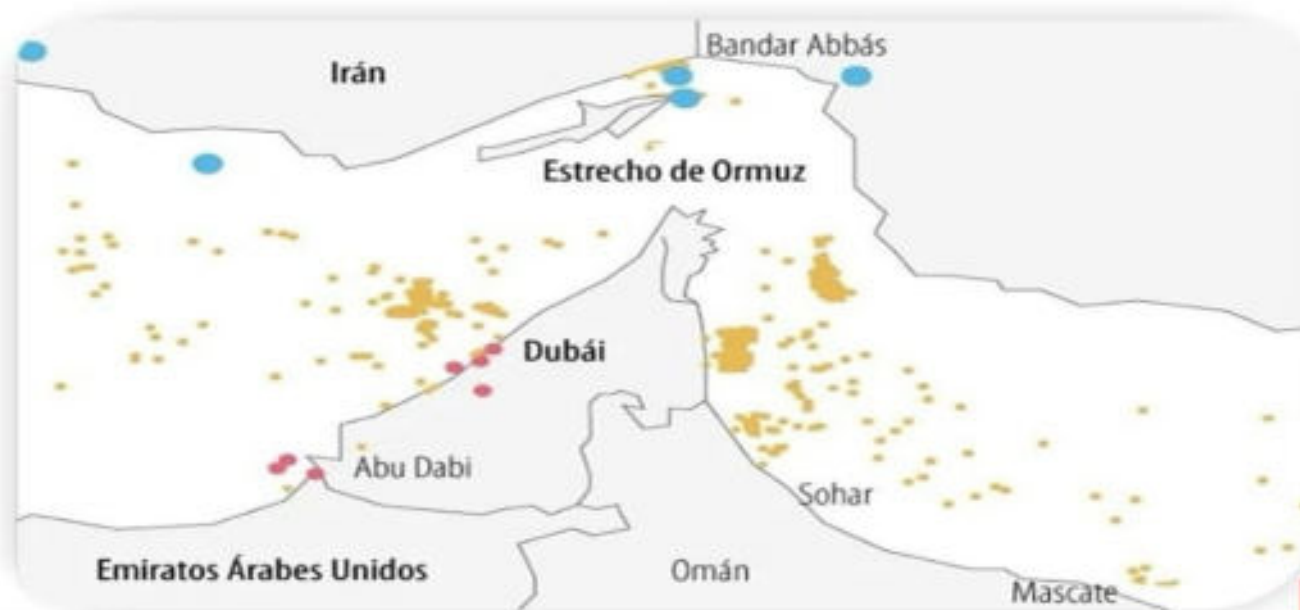 Bandar Abbás
Irán
Estrecho de Ormuz
Dubái
Abu Dabi
Sohar
Emiratos Árabes Unidos
Omán
Mascate